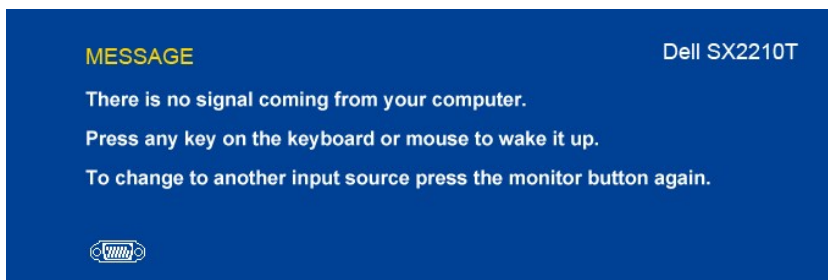 MESSAGE
Dell SX2210T
There is no signal coming from your computer.
Press any key on the keyboard or mouse to wake it up.
To change to another input source press the monitor button again.